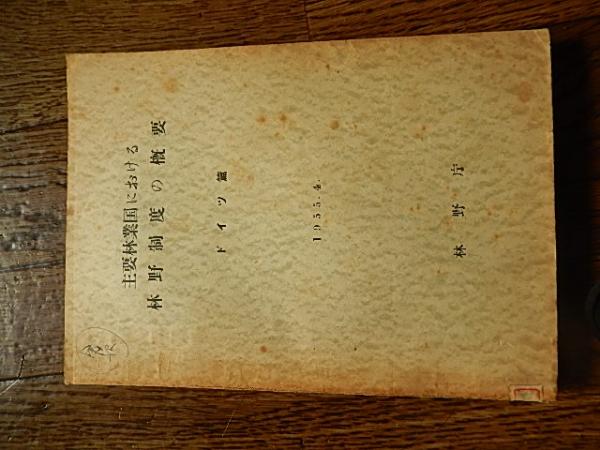 主要林業国における
林野制度の概要
ドイツ篇
1955.4.
林野庁